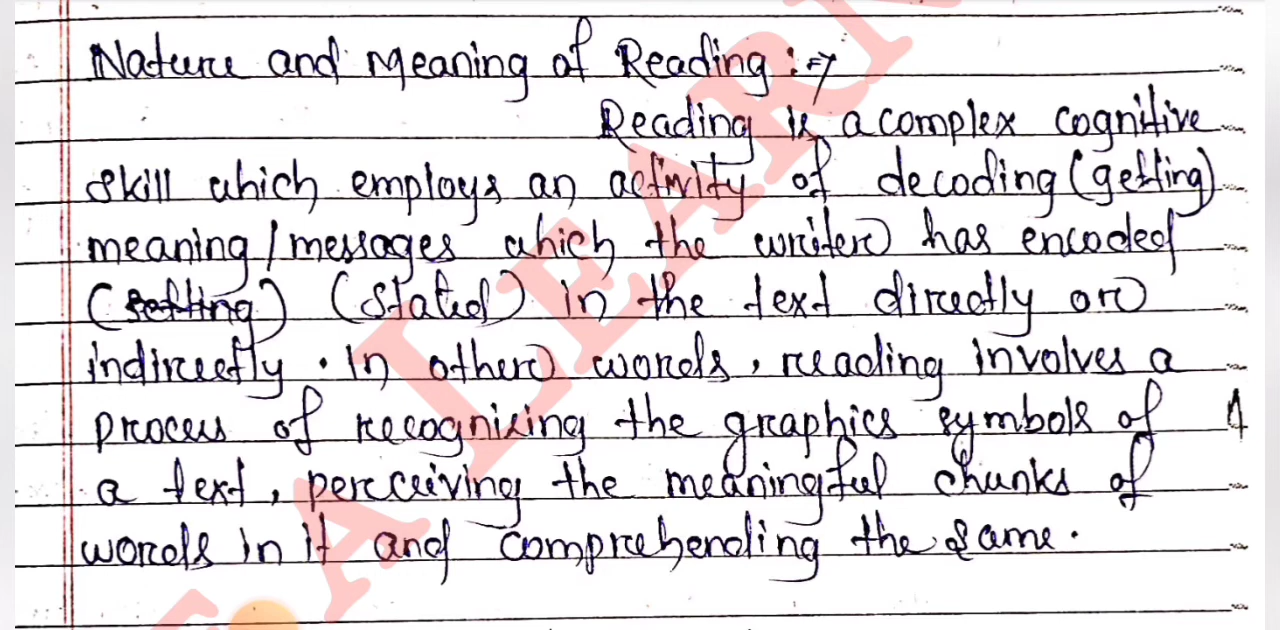 Nature and Meaning of Reading :⇒
Reading is a complex cognitive
skill which employs an activity of decoding (getting)
meaning/messages which the writer has encoded
(setting) (stated) in the text directly or
indirectly. In other words, reading involves a
process of recognising the graphics symbols of
a text, perceiving the meaningful chunks of
words in it and comprehending the same.